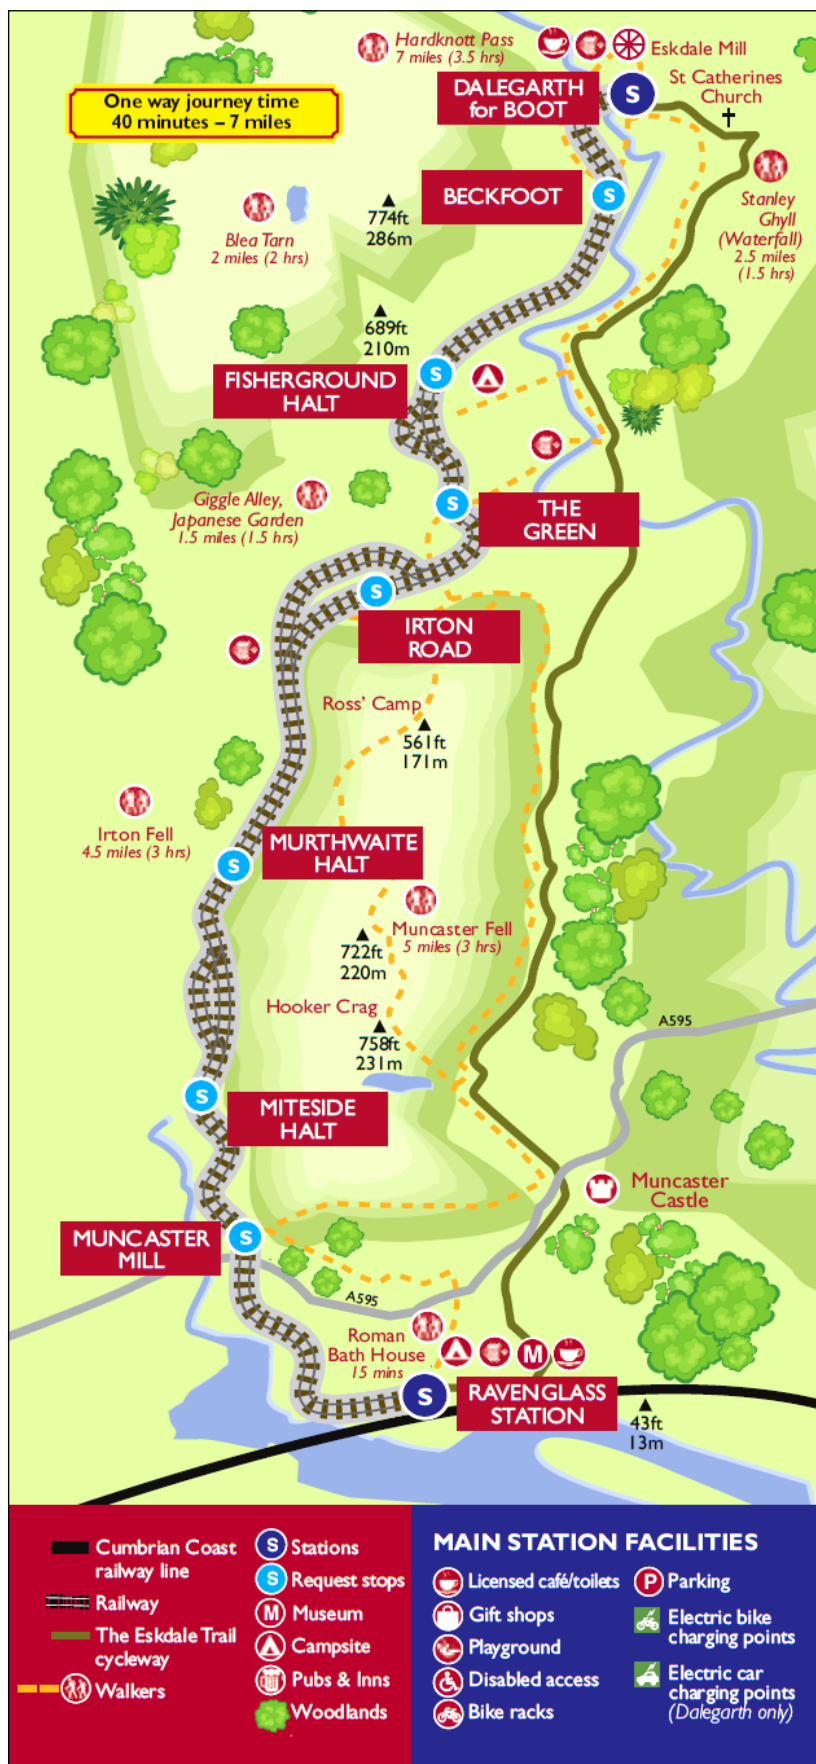 Hardknott Pass
7 miles (3.5 hrs)
Eskdale Mill
One way journey time
40 minutes – 7 miles
DALEGARTH
for BOOT
S
St Catherines
Church
BECKFOOT
S
774ft
286m
Blea Tarn
2 miles (2 hrs)
Stanley
Ghyll
(Waterfall)
2.5 miles
(1.5 hrs)
689ft
210m
FISHERGROUND
HALT
S
Giggle Alley,
Japanese Garden
1.5 miles (1.5 hrs)
S
THE
GREEN
S
IRTON
ROAD
Ross' Camp
561ft
171m
Irton Fell
4.5 miles (3 hrs)
MURTHWAITE
HALT
S
Muncaster Fell
5 miles (3 hrs)
722ft
220m
Hooker Crag
758ft
231m
A595
S
MITESIDE
HALT
Muncaster
Castle
MUNCASTER
MILL
S
A595
Roman
Bath House
15 mins
M
S
RAVENGLASS
STATION
43ft
13m
Cumbrian Coast
railway line
Railway
The Eskdale Trail
cycleway
Walkers
S Stations
S Request stops
M Museum
Campsite
Pubs & Inns
Woodlands
MAIN STATION FACILITIES
Licensed café/toilets
Gift shops
Playground
Disabled access
Bike racks
P Parking
Electric bike
charging points
Electric car
charging points
(Dalegarth only)